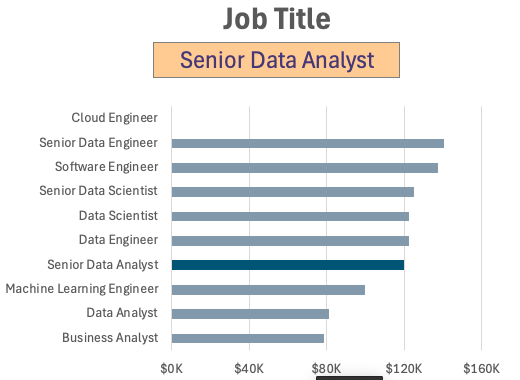 Job Title
Senior Data Analyst
Cloud Engineer
Senior Data Engineer
Software Engineer
Senior Data Scientist
Data Scientist
Data Engineer
Senior Data Analyst
Machine Learning Engineer
Data Analyst
Business Analyst
$0K $40K $80K $120K $160K